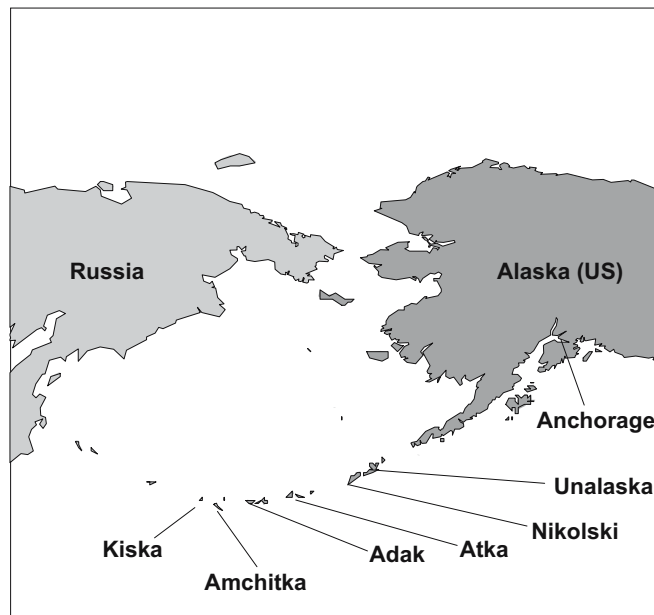 Russia
Alaska (US)
Anchorage
Unalaska
Nikolski
Atka
Adak
Kiska
Amchitka